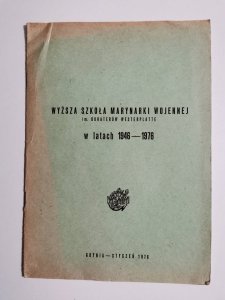 WYŻSZA SZKOŁA MARYNARKI WOJENNEJ
im. BOHATERÓW WESTERPLATTE
w latach 1946—1976
GDYNIA — STYCZEŃ 1976